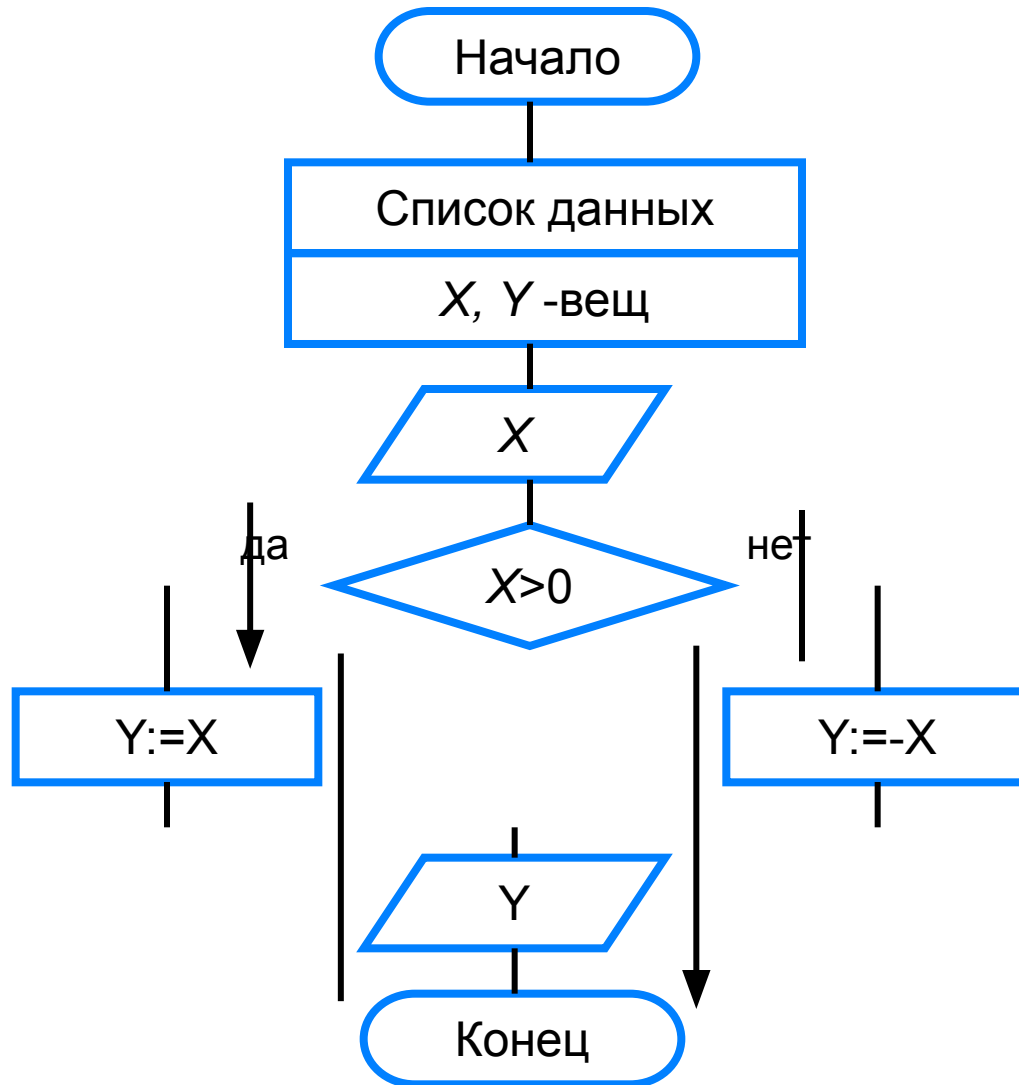 Начало
Список данных
X, Y -вещ
X
да
нет
X>0
Y:=X
Y:=-X
Y
Конец